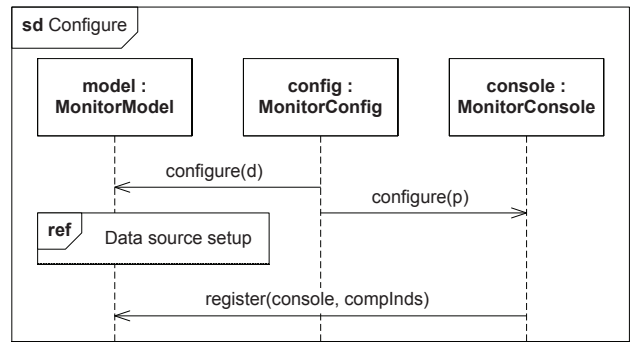 sd Configure
model :
MonitorModel
config :
MonitorConfig
console :
MonitorConsole
configure(d)
configure(p)
ref
Data source setup
register(console, compInds)